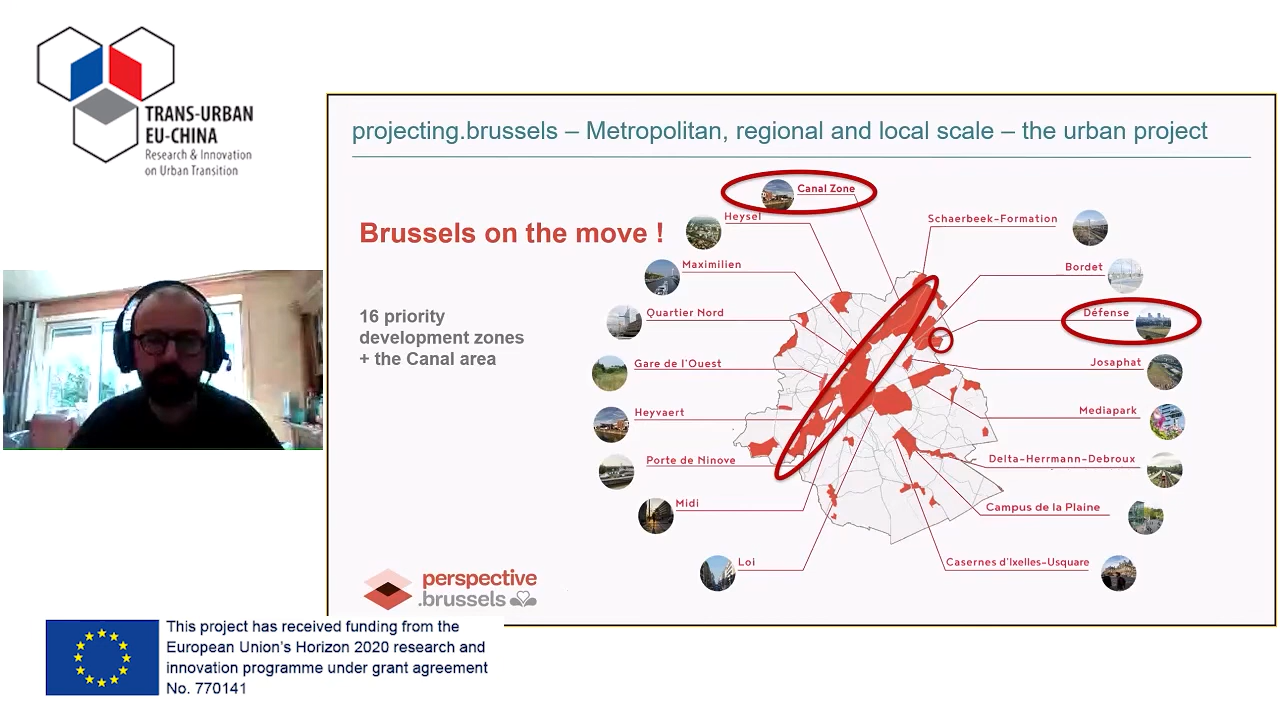 TRANS-URBAN
EU-CHINA
Research & Innovation
on Urban Transition
projecting.brussels – Metropolitan, regional and local scale – the urban project
Brussels on the move !
16 priority
development zones
+ the Canal area
Canal Zone
Heysel
Maximilien
Quartier Nord
Gare de l'Ouest
Heyvaert
Porte de Ninove
Midi
Loi
Schaerbeek-Formation
Bordet
Défense
Josaphat
Mediapark
Delta-Herrmann-Debroux
Campus de la Plaine
Casernes d'Ixelles-Usquare
perspective
.brussels
This project has received funding from the
European Union's Horizon 2020 research and
innovation programme under grant agreement
No. 770141